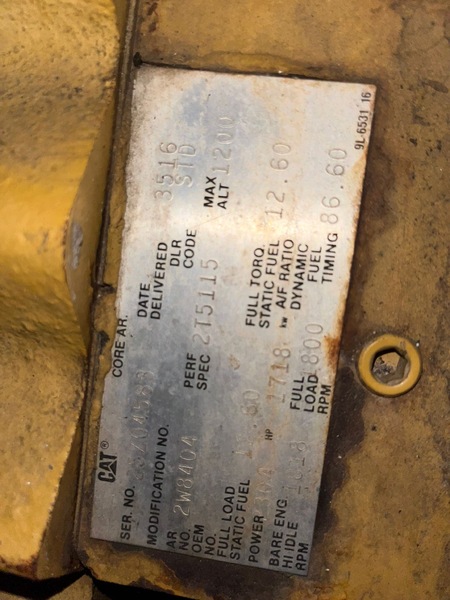 CAT®
SER. NO.
CORE AR.
MODIFICATION NO.
DATE DELIVERED
3516
AR NO. 2W8404
PERF SPEC 2T5115
DLR CODE
STD
OEM NO.
MAX ALT 1200
FULL LOAD STATIC FUEL
FULL TORQ. STATIC FUEL 12.60
POWER HP 1718 kW A/F RATIO
BARE ENG. HI IDLE RPM
FULL LOAD RPM 1800
DYNAMIC FUEL TIMING 86.60
9L-6531 16